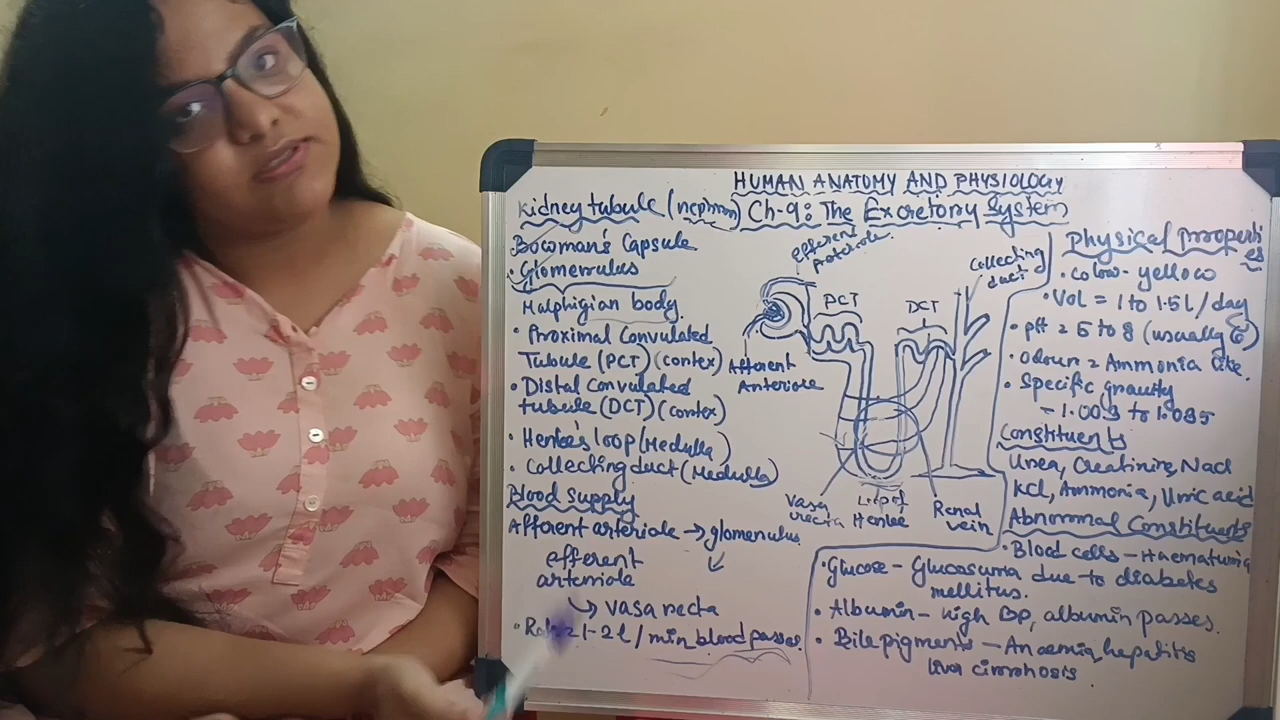 HUMAN ANATOMY AND PHYSIOLOGY
Kidney tubule (nephron) Ch-9: The Excretory System
Bowman's Capsule
• Glomerulus
Malphigian body
• Proximal Convoluted
Tubule (PCT) (cortex)
• Distal Convoluted
tubule (DCT) (cortex)
• Henle's loop (Medulla)
• Collecting duct (Medulla)
Blood supply
Afferent arteriole → glomerulus
efferent
arteriole
↳ vasa recta
1-2 l / min blood passes.
efferent
arteriole
PCT
DCT
Collecting
duct
Afferent
Arteriole
Vasa
recta
Loop of
Henlee
Renal
vein
Physical properti
es
• Colour - yellow
• Vol = 1 to 1.5 l / day
• pH = 5 to 8 (usually 6)
• Odour = Ammonia like.
• Specific gravity
- 1.003 to 1.035
Constituents
Urea, Creatinine, Nacl
KCl, Ammonia, Uric acid
Abnormal Constituents
• Blood cells - Haematuria
• Glucose - Glucosuria due to diabetes
mellitus.
• Albumin - high BP, albumin passes.
• Bile pigments - Anaemia, hepatitis
liver cirrhosis